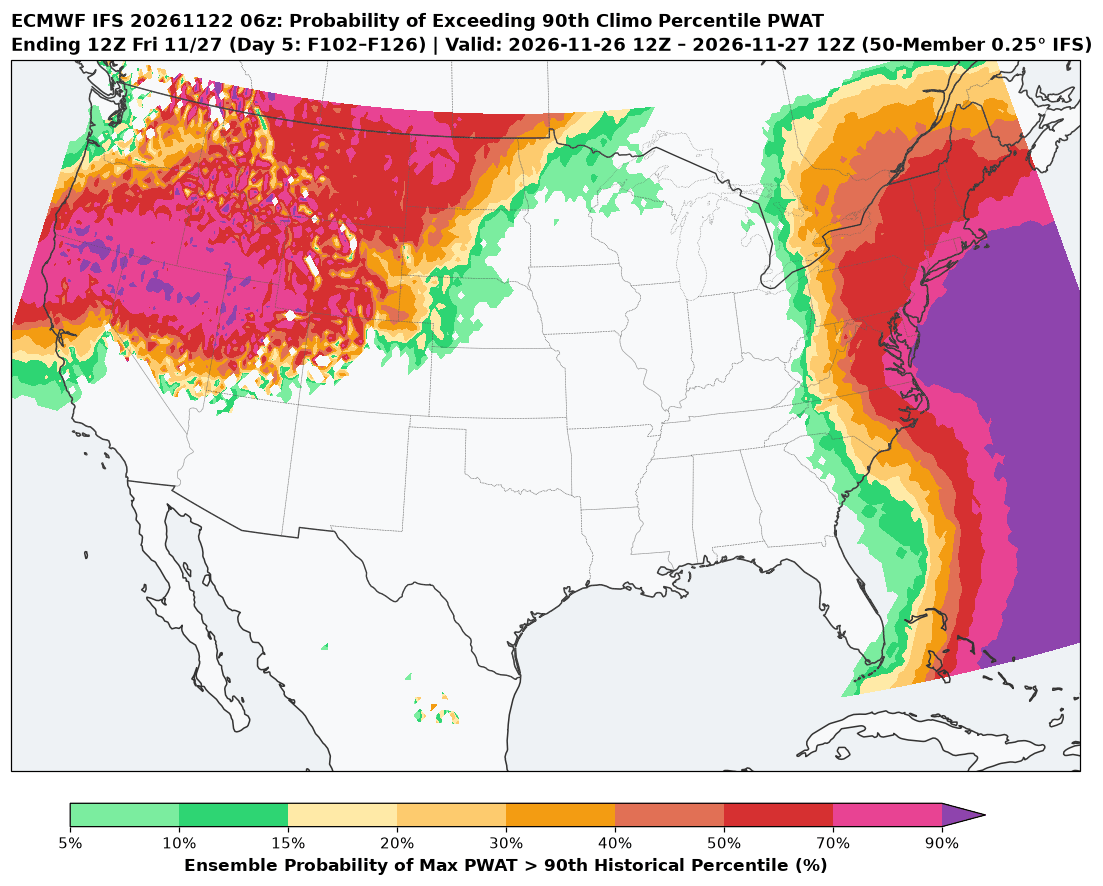 ECMWF IFS 20261122 06z: Probability of Exceeding 90th Climo Percentile PWAT
Ending 12Z Fri 11/27 (Day 5: F102–F126) | Valid: 2026-11-26 12Z – 2026-11-27 12Z (50-Member 0.25° IFS)
5% 10% 15% 20% 30% 40% 50% 70% 90%
Ensemble Probability of Max PWAT > 90th Historical Percentile (%)